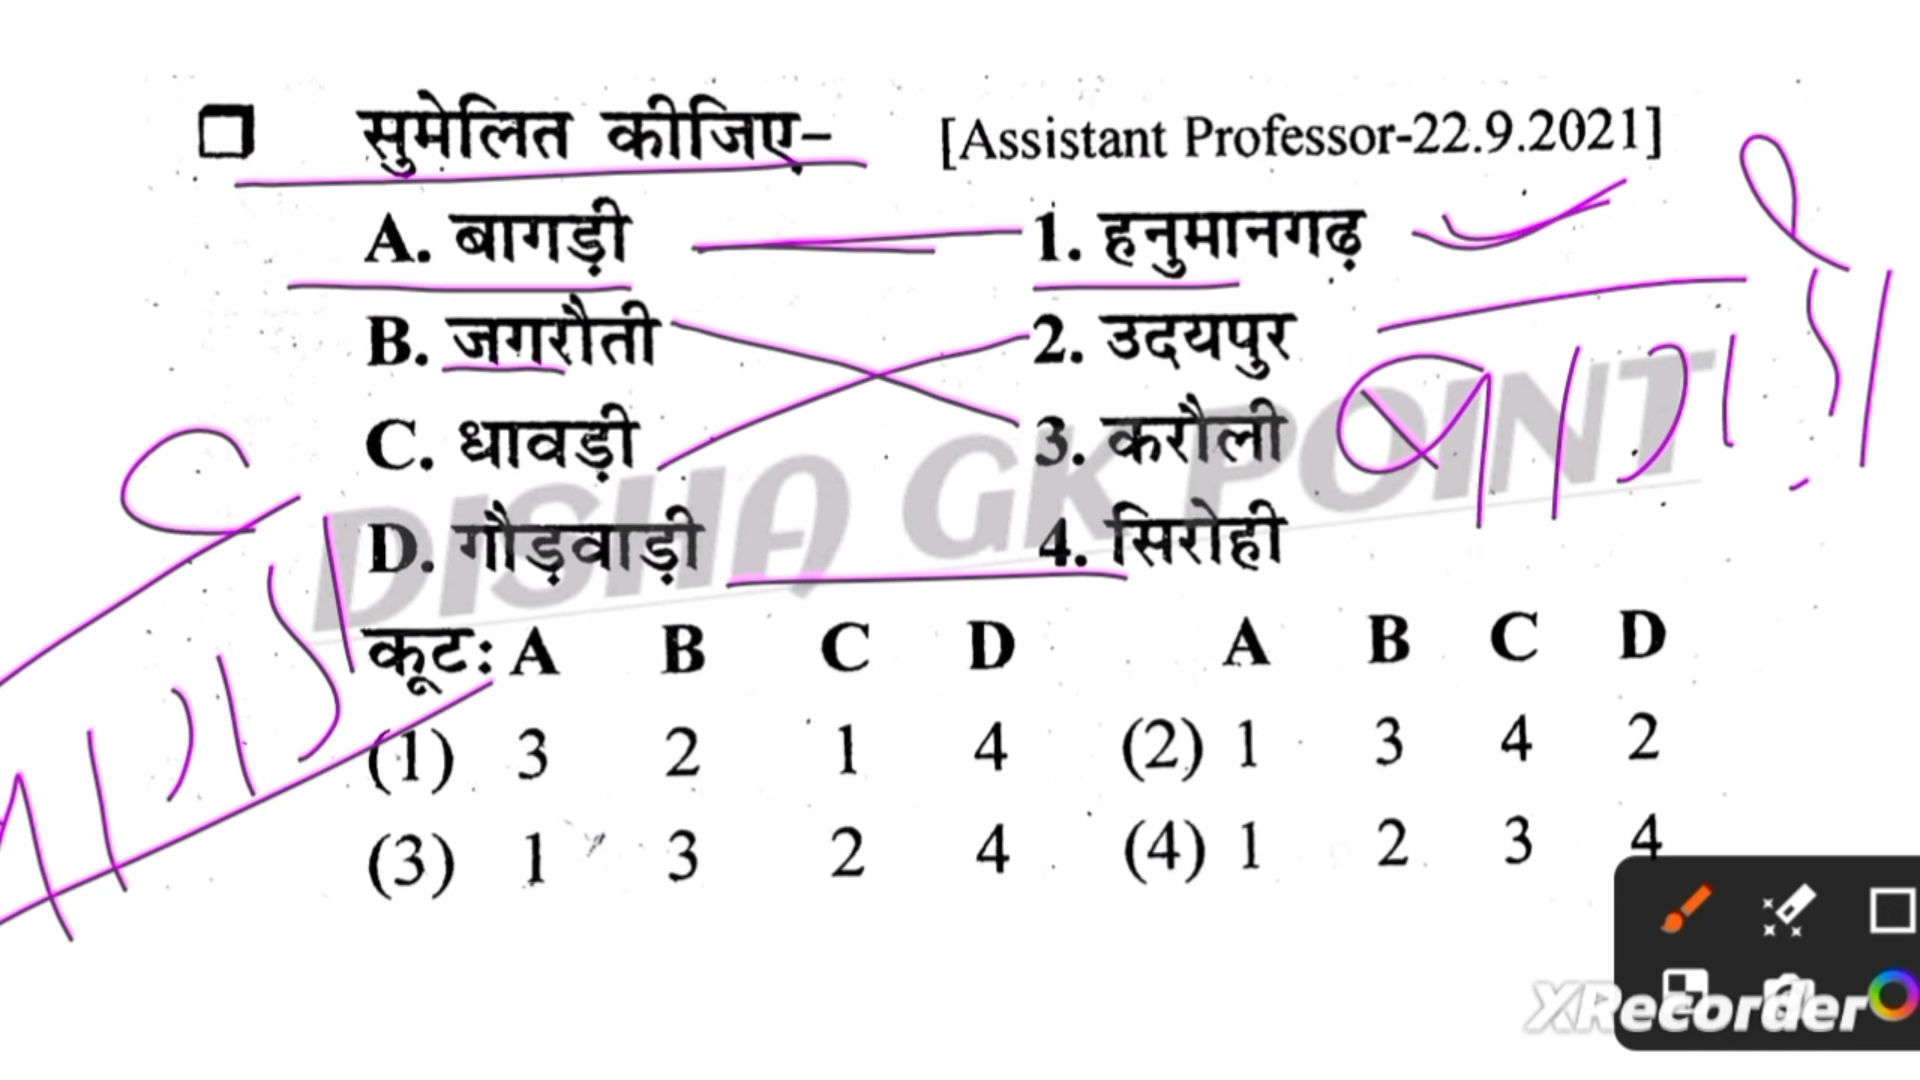 सुमेलित कीजिए– [Assistant Professor-22.9.2021]
A. बागड़ी 1. हनुमानगढ़
B. जगरौती 2. उदयपुर
C. धावड़ी 3. करौली
D. गौड़वाड़ी 4. सिरोही
DISHA GK POINT
कूटः A B C D A B C D
(1) 3 2 1 4 (2) 1 3 4 2
(3) 1 3 2 4 (4) 1 2 3 4
XRecorder